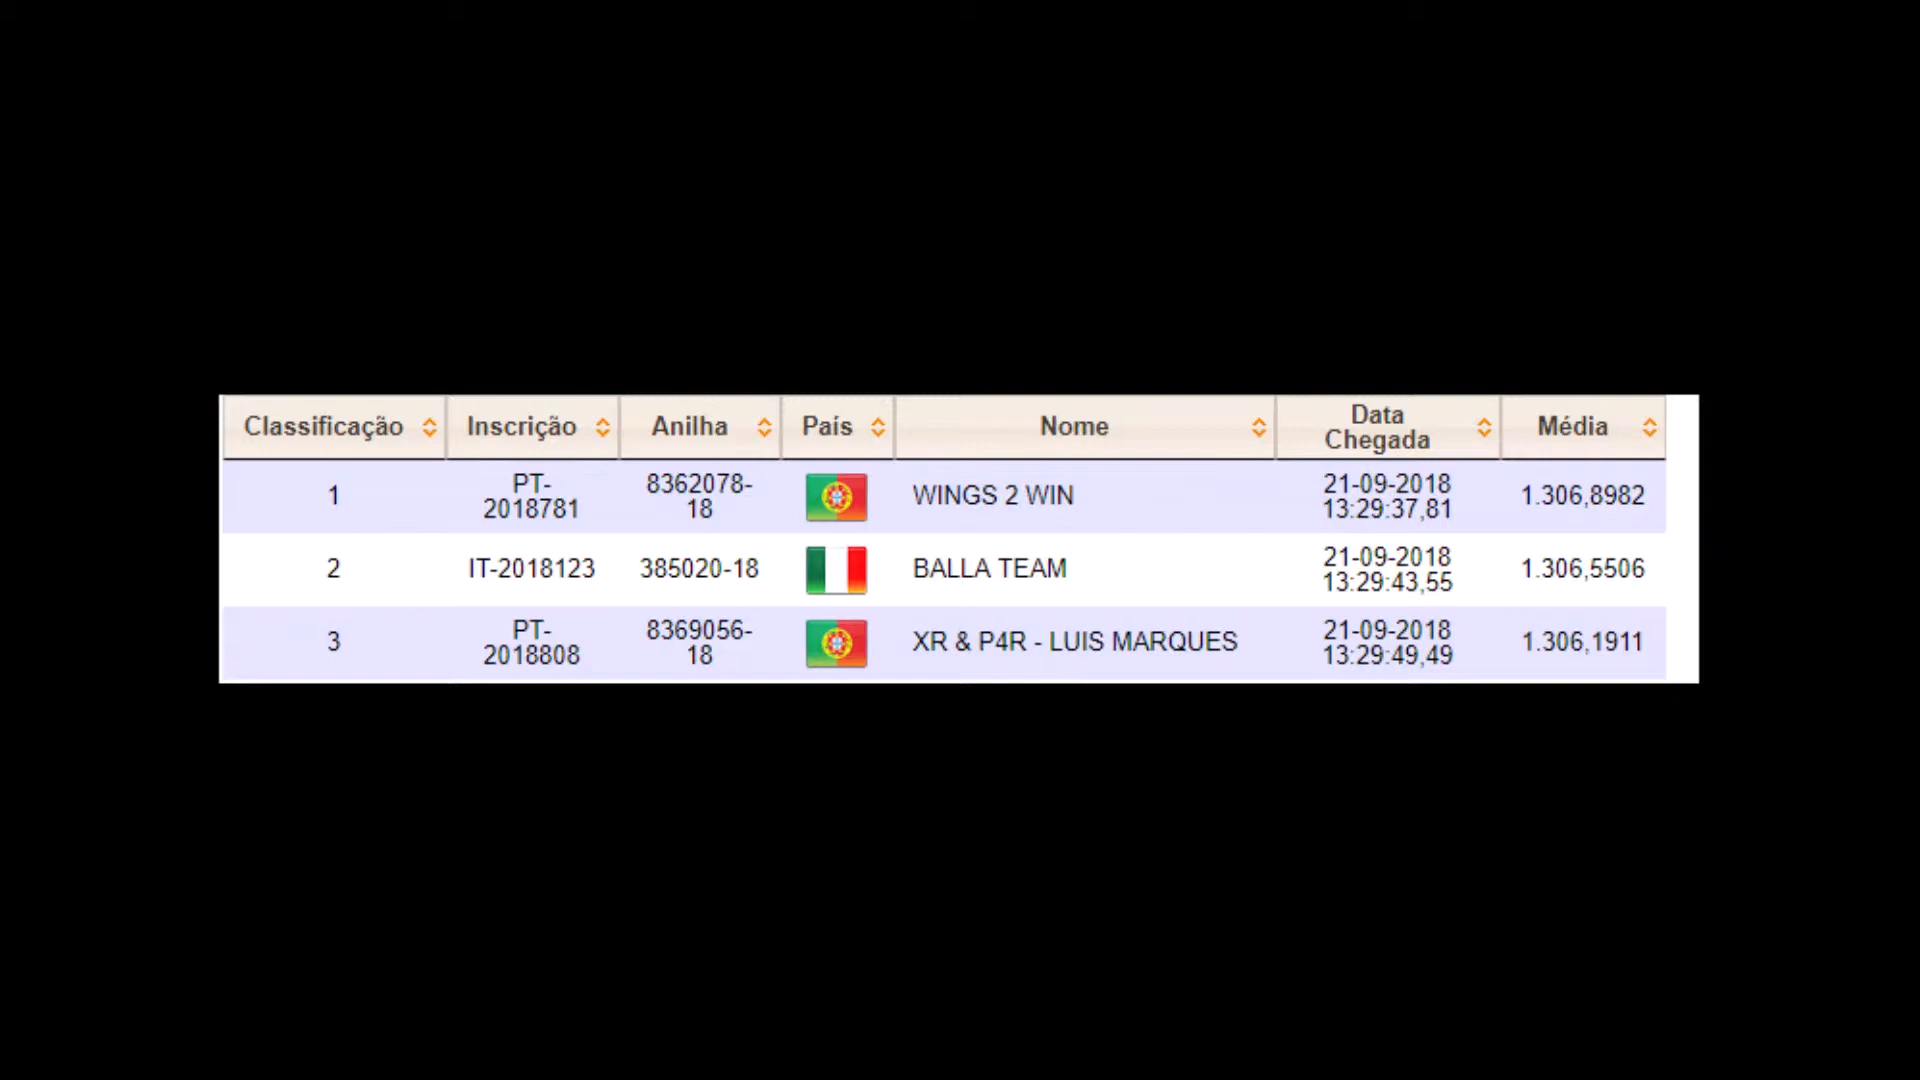 Classificação Inscrição Anilha País Nome Data Chegada Média
1 PT-2018781 8362078-18 WINGS 2 WIN 21-09-2018 13:29:37,81 1.306,8982
2 IT-2018123 385020-18 BALLA TEAM 21-09-2018 13:29:43,55 1.306,5506
3 PT-2018808 8369056-18 XR & P4R - LUIS MARQUES 21-09-2018 13:29:49,49 1.306,1911